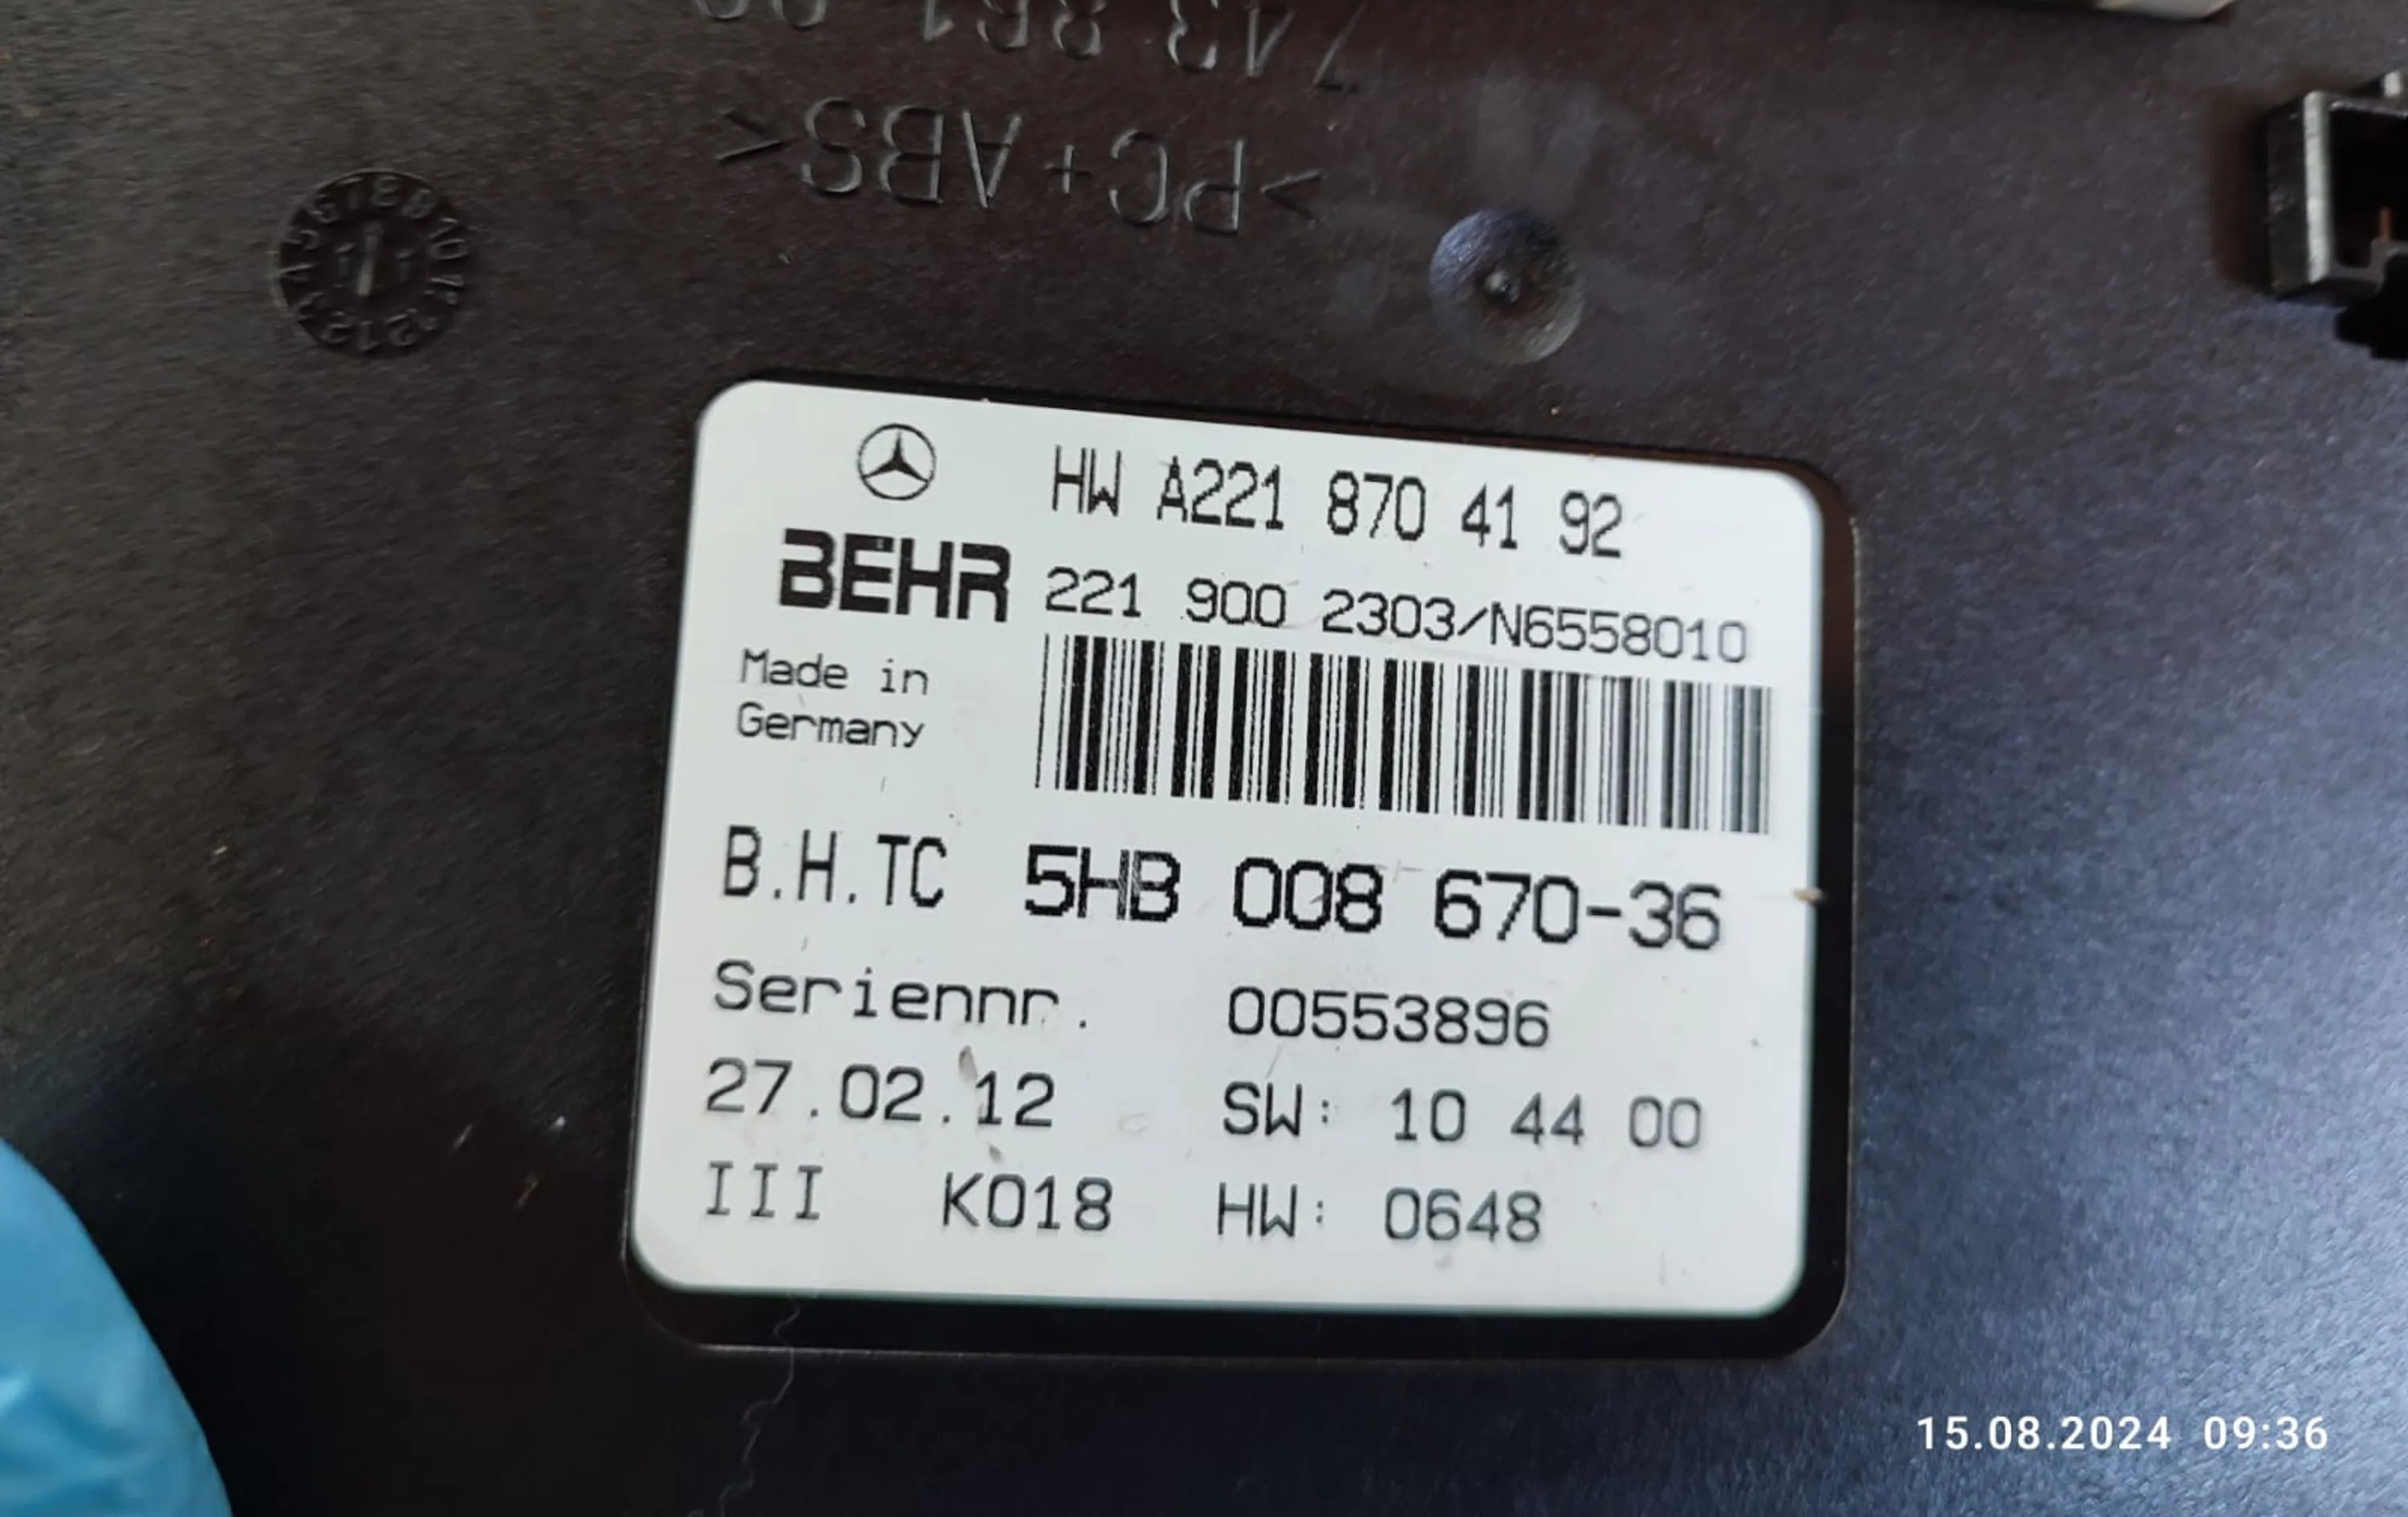 >PC+ABS<
HW A221 870 41 92
BEHR 221 900 2303/N6558010
Made in
Germany
B.H.TC 5HB 008 670-36
Seriennr. 00553896
27.02.12 SW: 10 44 00
III K018 HW: 0648
15.08.2024 09:36